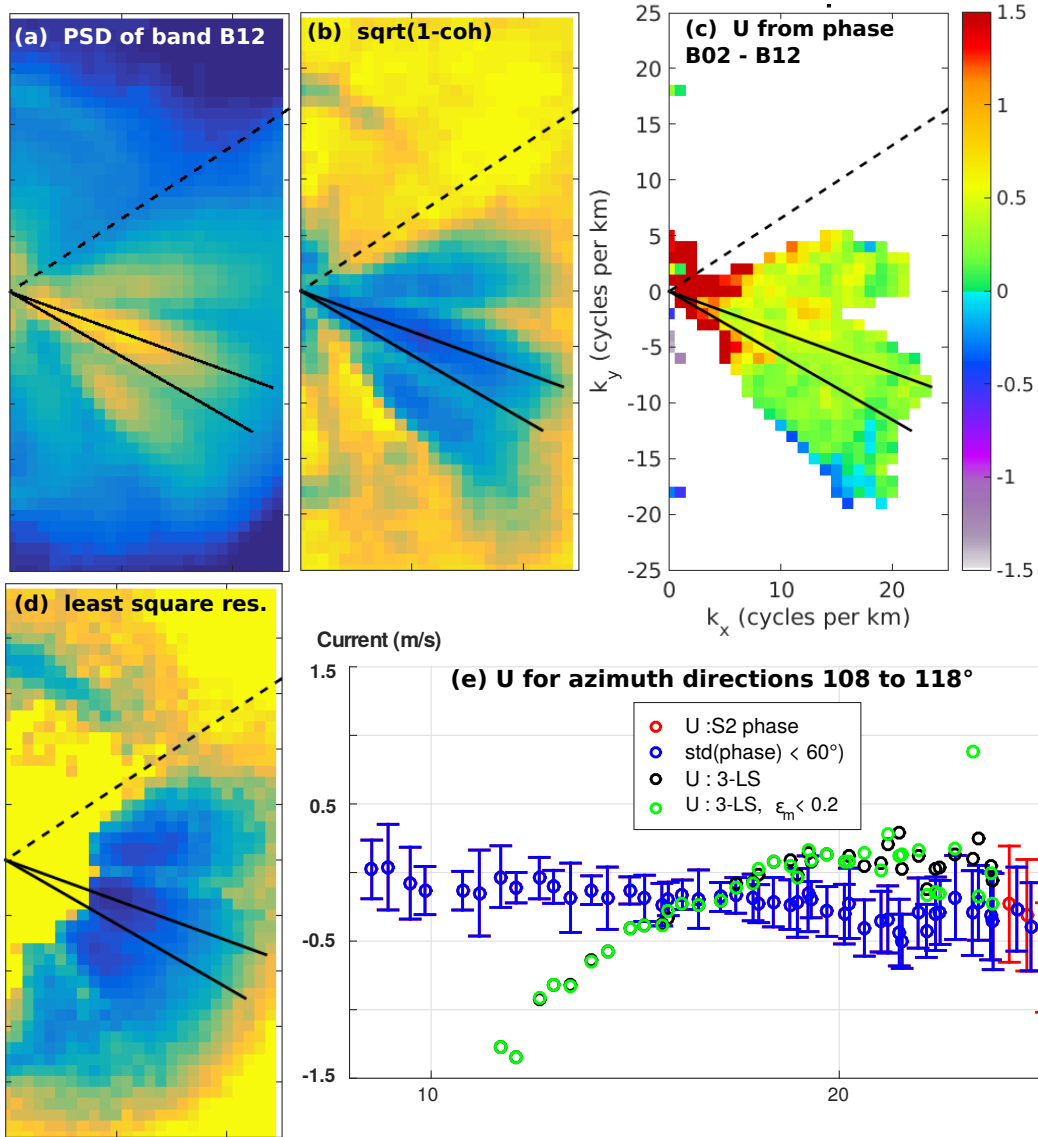 (a) PSD of band B12
(b) sqrt(1-coh)
(c) U from phase
B02 - B12
25
20
15
10
5
0
-5
-10
-15
-20
-25
k_y (cycles per km)
0
10
20
k_x (cycles per km)
1.5
1
0.5
0
-0.5
-1
-1.5
(d) least square res.
Current (m/s)
(e) U for azimuth directions 108 to 118°
U :S2 phase
std(phase) < 60°)
U : 3-LS
U : 3-LS, ε_m < 0.2
1.5
0.5
-0.5
-1.5
10
20